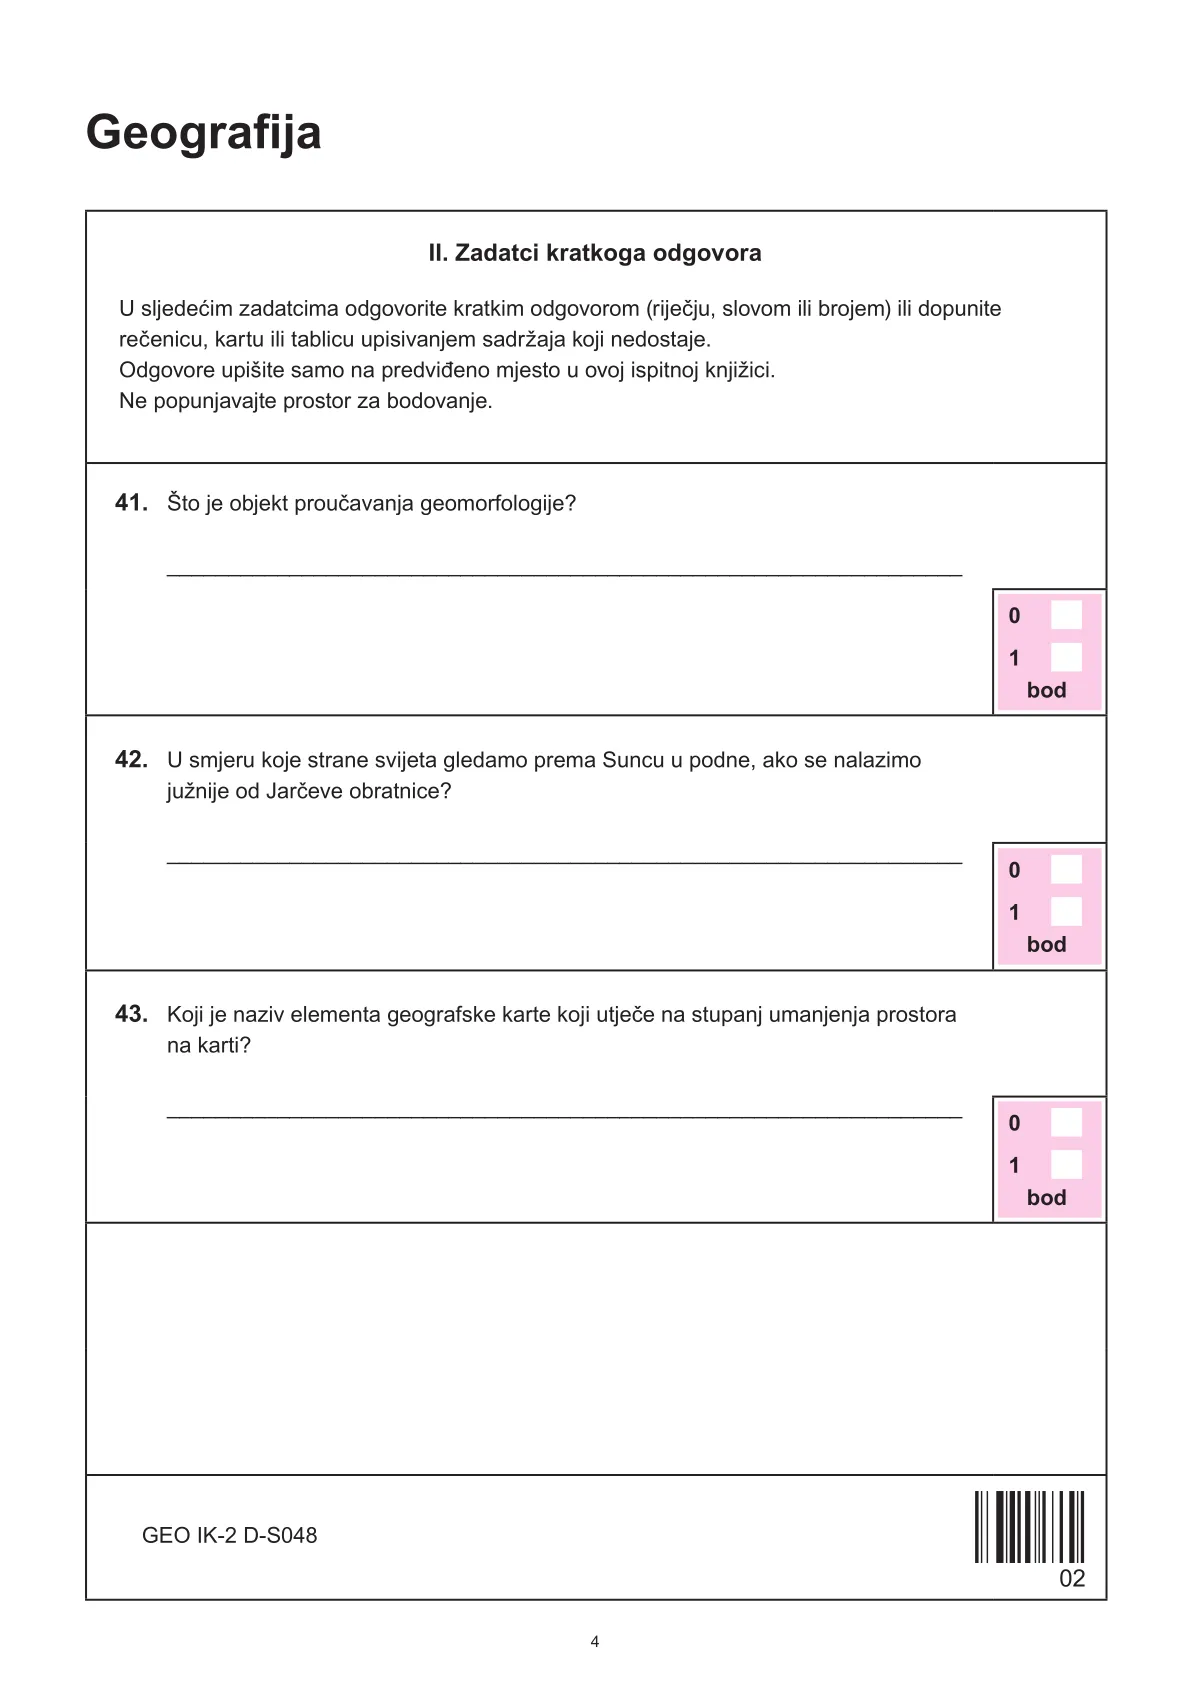 Geografija
II. Zadatci kratkoga odgovora
U sljedećim zadatcima odgovorite kratkim odgovorom (riječju, slovom ili brojem) ili dopunite
rečenicu, kartu ili tablicu upisivanjem sadržaja koji nedostaje.
Odgovore upišite samo na predviđeno mjesto u ovoj ispitnoj knjižici.
Ne popunjavajte prostor za bodovanje.
41. Što je objekt proučavanja geomorfologije?
0
1
bod
42. U smjeru koje strane svijeta gledamo prema Suncu u podne, ako se nalazimo
južnije od Jarčeve obratnice?
0
1
bod
43. Koji je naziv elementa geografske karte koji utječe na stupanj umanjenja prostora
na karti?
0
1
bod
GEO IK-2 D-S048
02
4